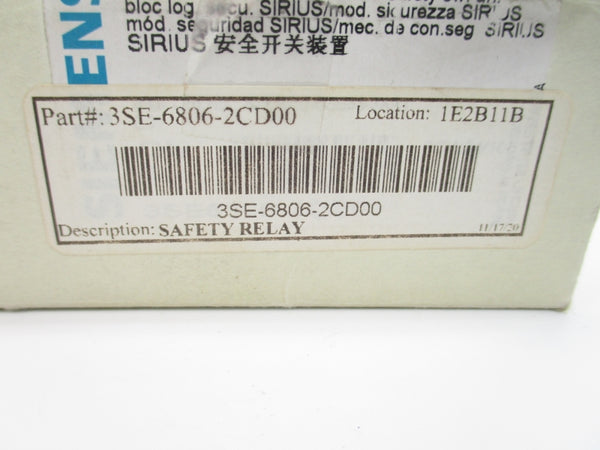 ENS
bloc log. secu. SIRIUS/mod. sicurezza SIRIUS
mód. seguridad SIRIUS/mec. de con.seg SIRIUS
SIRIUS 安全开关装置
A
Part#: 3SE-6806-2CD00 Location: 1E2B11B
3SE-6806-2CD00
Description: SAFETY RELAY 11/17/20